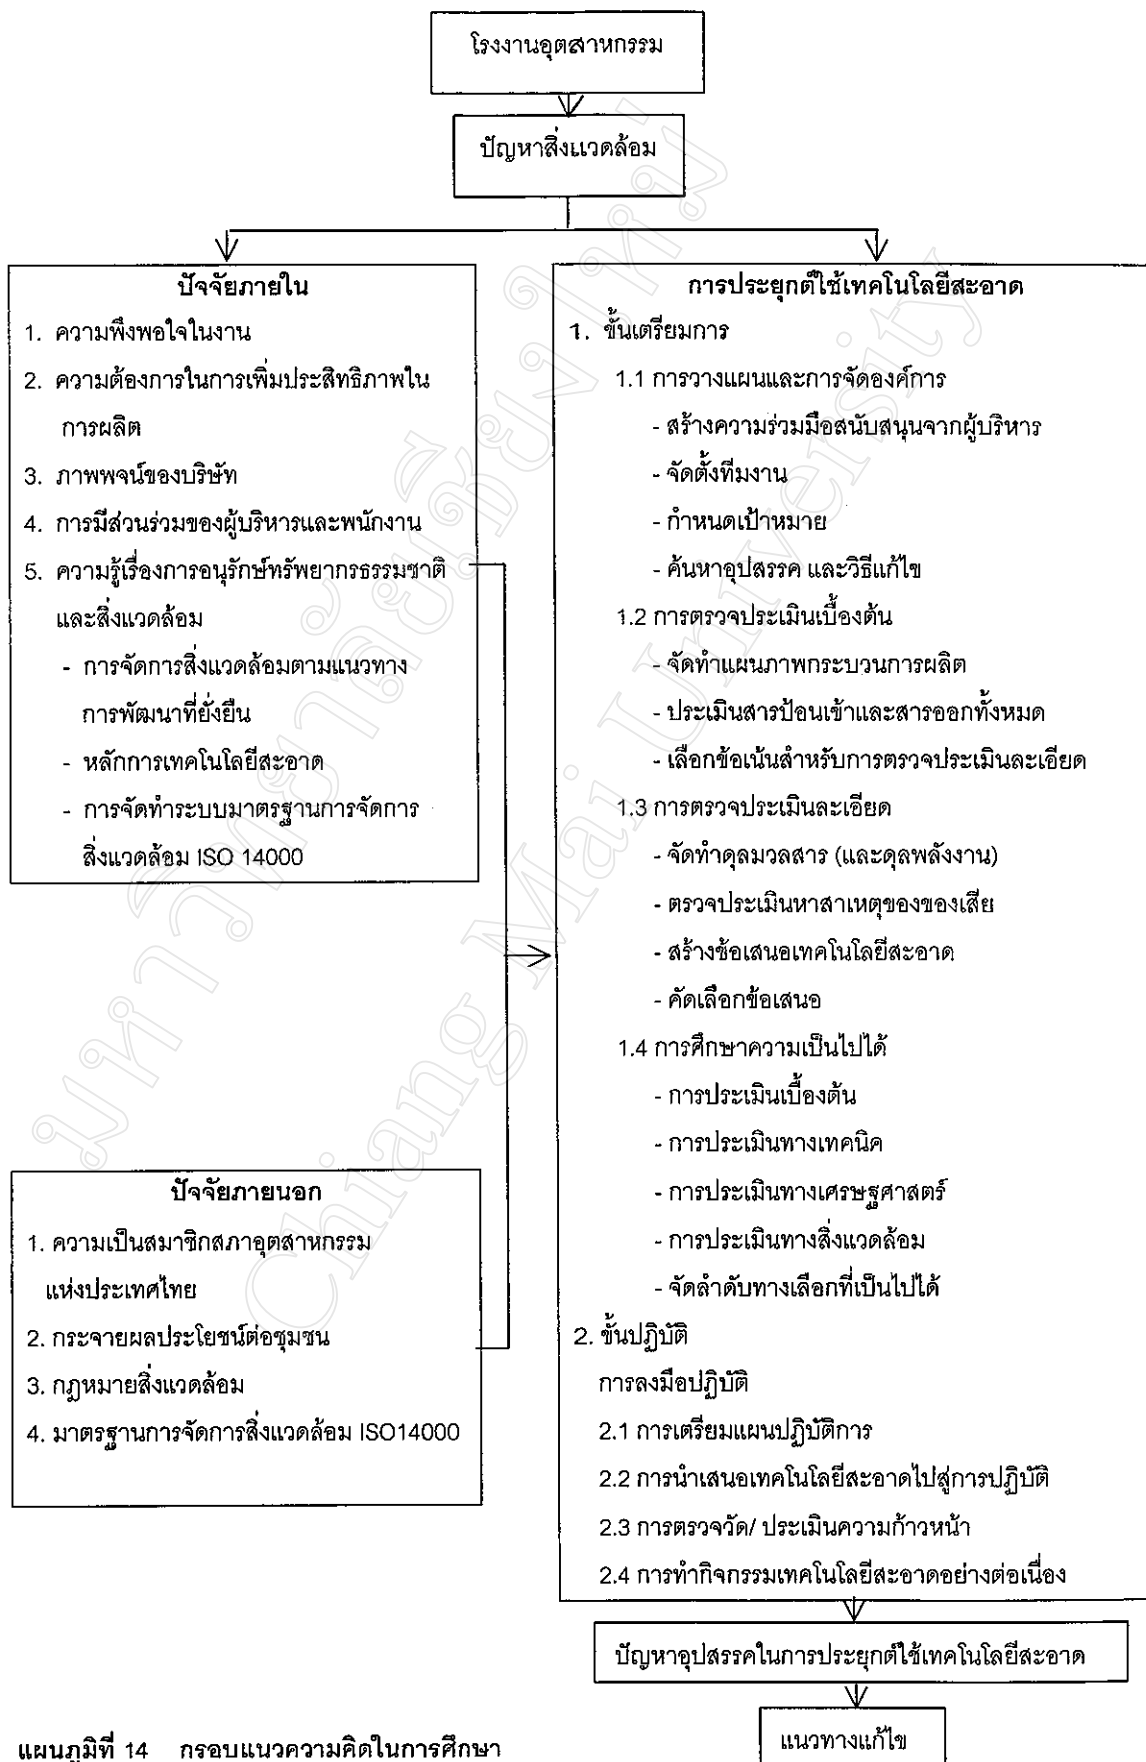 โรงงานอุตสาหกรรม
ปัญหาสิ่งแวดล้อม
ปัจจัยภายใน
1. ความพึงพอใจในงาน
2. ความต้องการในการเพิ่มประสิทธิภาพใน
การผลิต
3. ภาพพจน์ของบริษัท
4. การมีส่วนร่วมของผู้บริหารและพนักงาน
5. ความรู้เรื่องการอนุรักษ์ทรัพยากรธรรมชาติ
และสิ่งแวดล้อม
- การจัดการสิ่งแวดล้อมตามแนวทาง
การพัฒนาที่ยั่งยืน
- หลักการเทคโนโลยีสะอาด
- การจัดทำระบบมาตรฐานการจัดการ
สิ่งแวดล้อม ISO 14000
ปัจจัยภายนอก
1. ความเป็นสมาชิกสภาอุตสาหกรรม
แห่งประเทศไทย
2. กระจายผลประโยชน์ต่อชุมชน
3. กฎหมายสิ่งแวดล้อม
4. มาตรฐานการจัดการสิ่งแวดล้อม ISO14000
การประยุกต์ใช้เทคโนโลยีสะอาด
1. ขั้นเตรียมการ
1.1 การวางแผนและการจัดองค์การ
- สร้างความร่วมมือสนับสนุนจากผู้บริหาร
- จัดตั้งทีมงาน
- กำหนดเป้าหมาย
- ค้นหาอุปสรรค และวิธีแก้ไข
1.2 การตรวจประเมินเบื้องต้น
- จัดทำแผนภาพกระบวนการผลิต
- ประเมินสารป้อนเข้าและสารออกทั้งหมด
- เลือกข้อเน้นสำหรับการตรวจประเมินละเอียด
1.3 การตรวจประเมินละเอียด
- จัดทำดุลมวลสาร (และดุลพลังงาน)
- ตรวจประเมินหาสาเหตุของของเสีย
- สร้างข้อเสนอเทคโนโลยีสะอาด
- คัดเลือกข้อเสนอ
1.4 การศึกษาความเป็นไปได้
- การประเมินเบื้องต้น
- การประเมินทางเทคนิค
- การประเมินทางเศรษฐศาสตร์
- การประเมินทางสิ่งแวดล้อม
- จัดลำดับทางเลือกที่เป็นไปได้
2. ขั้นปฏิบัติ
การลงมือปฏิบัติ
2.1 การเตรียมแผนปฏิบัติการ
2.2 การนำเสนอเทคโนโลยีสะอาดไปสู่การปฏิบัติ
2.3 การตรวจวัด/ ประเมินความก้าวหน้า
2.4 การทำกิจกรรมเทคโนโลยีสะอาดอย่างต่อเนื่อง
ปัญหาอุปสรรคในการประยุกต์ใช้เทคโนโลยีสะอาด
แนวทางแก้ไข
แผนภูมิที่ 14 กรอบแนวความคิดในการศึกษา
มหาวิทยาลัยเชียงใหม่
Chiang Mai University